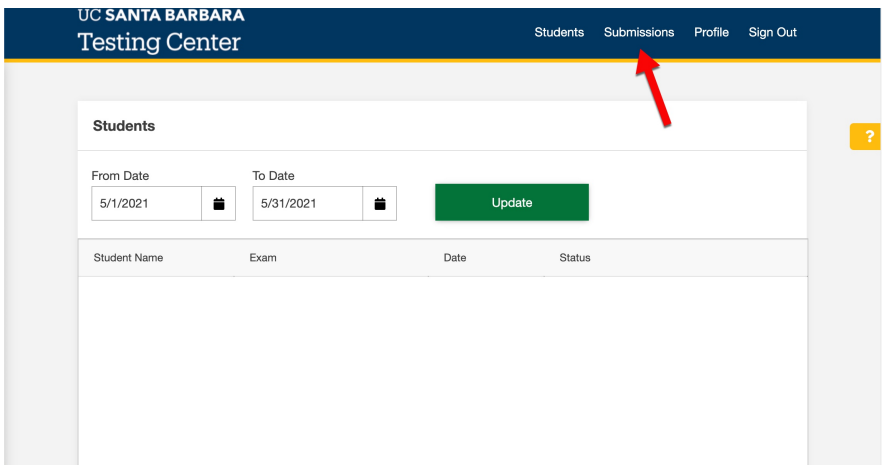 UC SANTA BARBARA
Testing Center
Students Submissions Profile Sign Out
Students
?
From Date To Date
5/1/2021 5/31/2021 Update
Student Name Exam Date Status